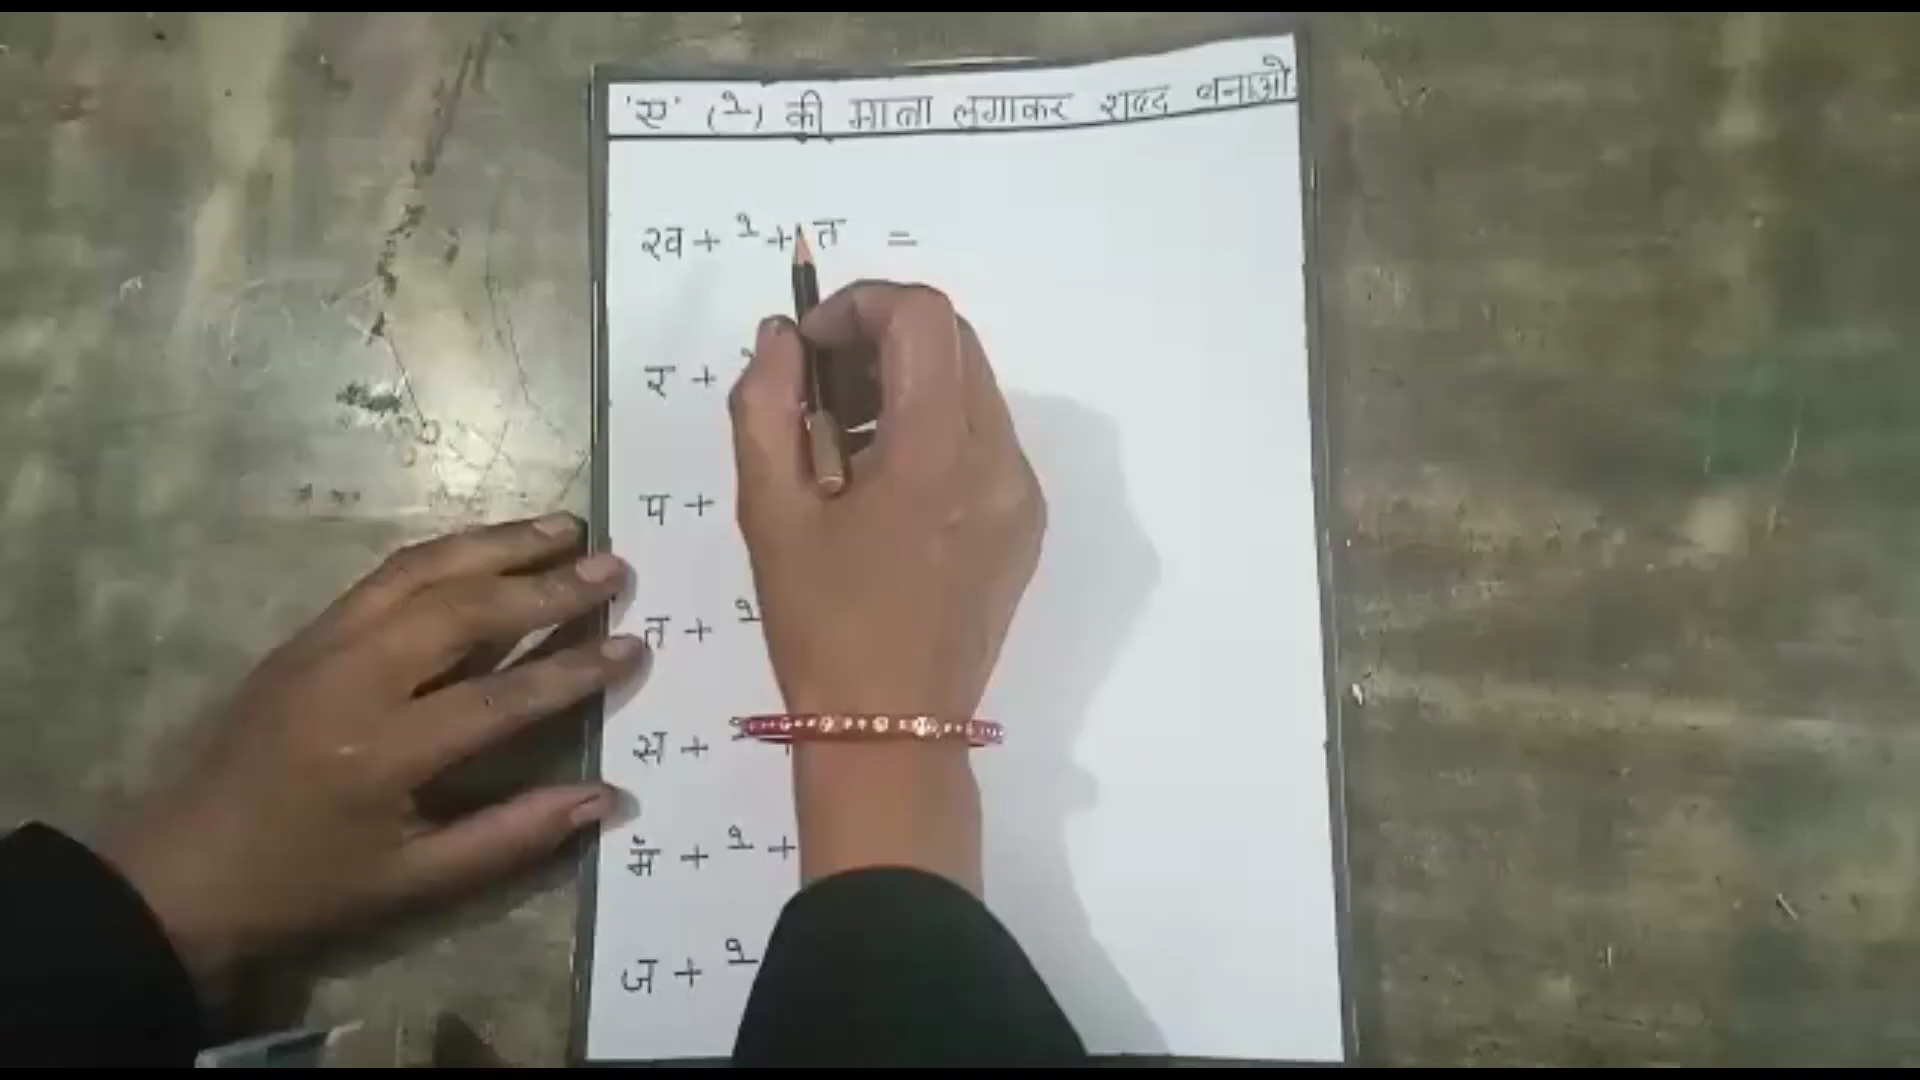 'ए' (े) की मात्रा लगाकर शब्द बनाओ.
ख + े + त =
र + े
प +
त + े
स + े +
मं + े +
ज + े